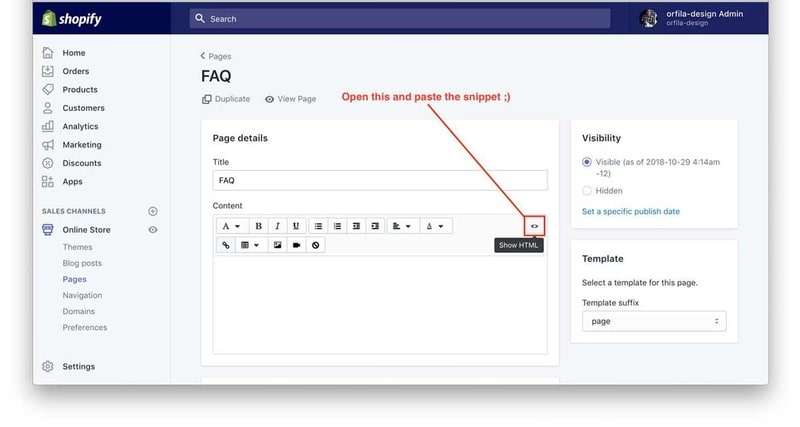 shopify
Search
orfila-design Admin
orfila-design
Home
Orders
Products
Customers
Analytics
Marketing
Discounts
Apps
SALES CHANNELS
Online Store
Themes
Blog posts
Pages
Navigation
Domains
Preferences
Settings
Pages
FAQ
Duplicate
View Page
Open this and paste the snippet ;)
Page details
Title
FAQ
Content
A B I U A <>
Show HTML
Visibility
Visible (as of 2018-10-29 4:14am
-12)
Hidden
Set a specific publish date
Template
Select a template for this page.
Template suffix
page